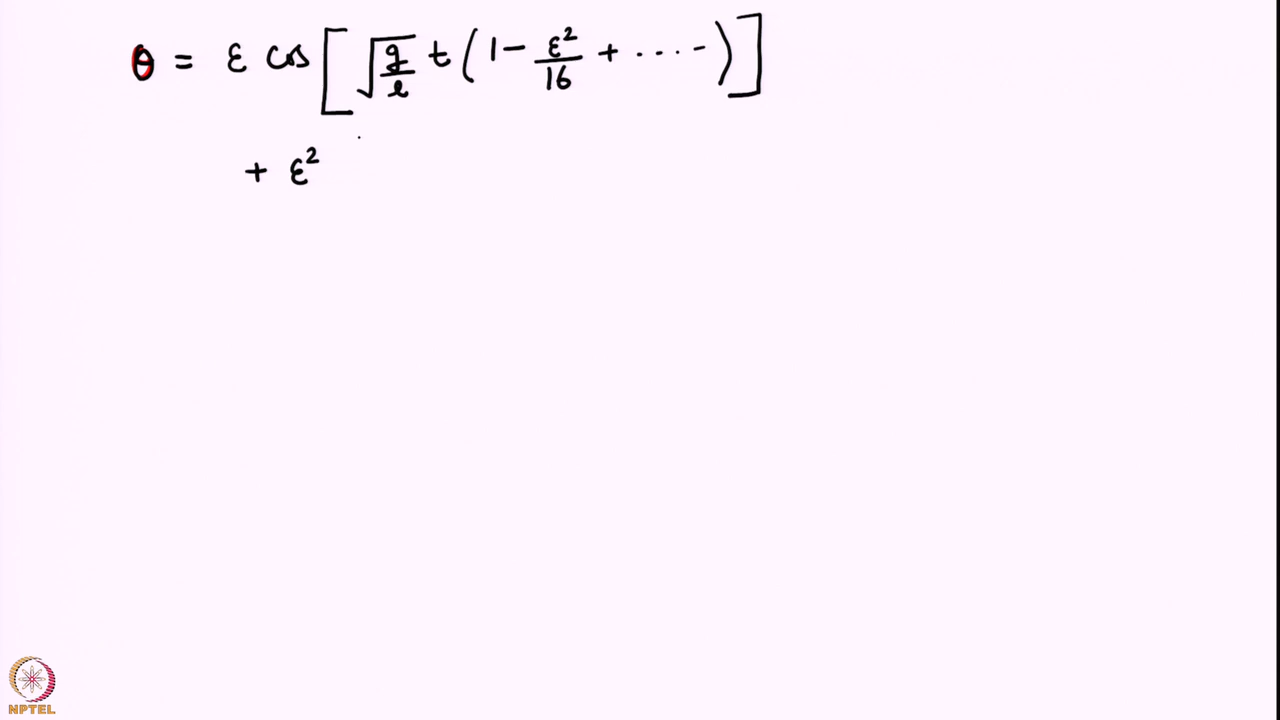 θ = ε cos [ √(g/l) t ( 1 - ε²/16 + ....- ) ]
+ ε²
NPTEL